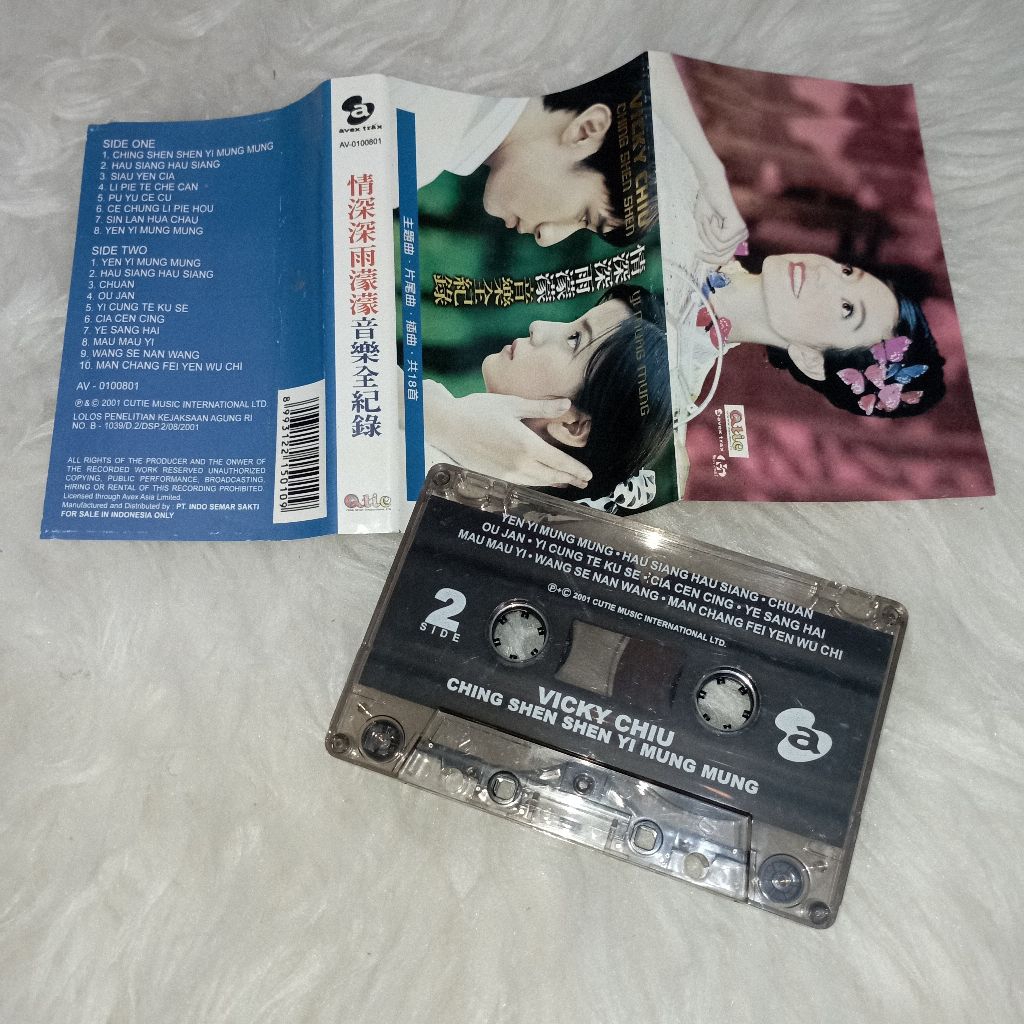 SIDE ONE
1. CHING SHEN SHEN YI MUNG MUNG
2. HAU SIANG HAU SIANG
3. SIAU YEN CIA
4. LI PIE TE CHE CAN
5. PU YU CE CU
6. CE CHUNG LI PIE HOU
7. SIN LAN HUA CHAU
8. YEN YI MUNG MUNG
SIDE TWO
1. YEN YI MUNG MUNG
2. HAU SIANG HAU SIANG
3. CHUAN
4. OU JAN
5. YI CUNG TE KU SE
6. CIA CEN CING
7. YE SANG HAI
8. MAU MAU YI
9. WANG SE NAN WANG
10. MAN CHANG FEI YEN WU CHI
AV - 0100801
℗ & © 2001 CUTIE MUSIC INTERNATIONAL LTD.
LOLOS PENELITIAN KEJAKSAAN AGUNG RI
NO. B - 1039/D.2/DSP.2/08/2001
ALL RIGHTS OF THE PRODUCER AND THE ONWER OF
THE RECORDED WORK RESERVED UNAUTHORIZED
COPYING, PUBLIC PERFORMANCE, BROADCASTING,
HIRING OR RENTAL OF THIS RECORDING PROHIBITED.
Licensed through Avex Asia Limited.
Manufactured and Distributed by : PT. INDO SEMAR SAKTI
FOR SALE IN INDONESIA ONLY
8 993122 115010
a
avex trax
AV-0100801
情深深雨濛濛音樂全紀錄
Qtie
主題曲·片尾曲·插曲·共18首
VICKY CHIU
CHING SHEN SHEN
情深深雨濛濛
音樂全紀錄
YI MUNG MUNG
Qtie
avex trax
YEN YI MUNG MUNG • HAU SIANG HAU SIANG • CHUAN
OU JAN • YI CUNG TE KU SE • CIA CEN CING • YE SANG HAI
MAU MAU YI • WANG SE NAN WANG • MAN CHANG FEI YEN WU CHI
℗+© 2001 CUTIE MUSIC INTERNATIONAL LTD.
2
SIDE
VICKY CHIU
CHING SHEN SHEN YI MUNG MUNG
a